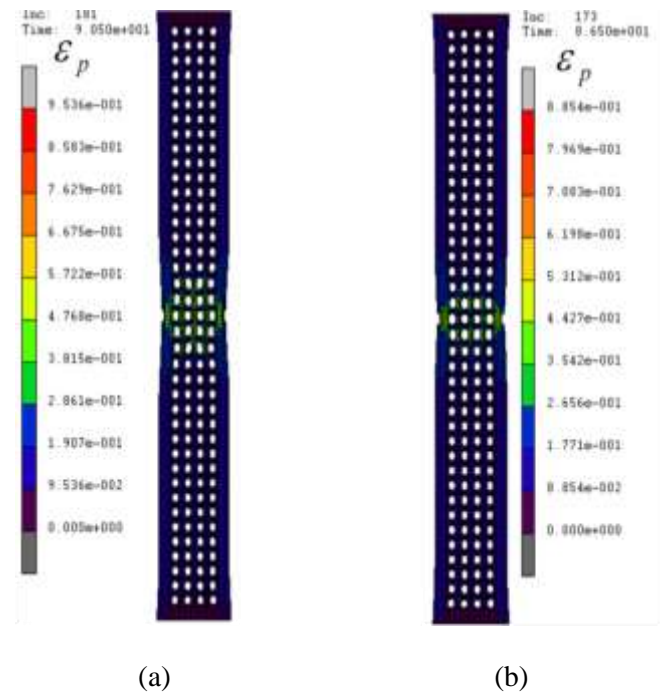 Inc: 181
Time: 9.050e+001
εp
9.536e-001
8.583e-001
7.629e-001
6.675e-001
5.722e-001
4.768e-001
3.815e-001
2.861e-001
1.907e-001
9.536e-002
0.000e+000
(a)
Inc: 173
Time: 8.650e+001
εp
8.854e-001
7.969e-001
7.083e-001
6.198e-001
5.312e-001
4.427e-001
3.542e-001
2.656e-001
1.771e-001
8.854e-002
0.000e+000
(b)